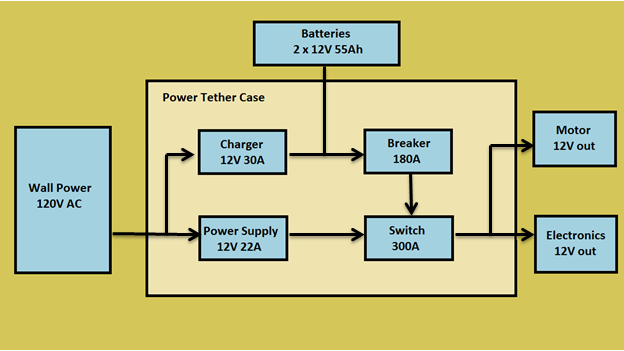 Batteries
2 x 12V 55Ah
Power Tether Case
Charger
12V 30A
Breaker
180A
Motor
12V out
Wall Power
120V AC
Power Supply
12V 22A
Switch
300A
Electronics
12V out